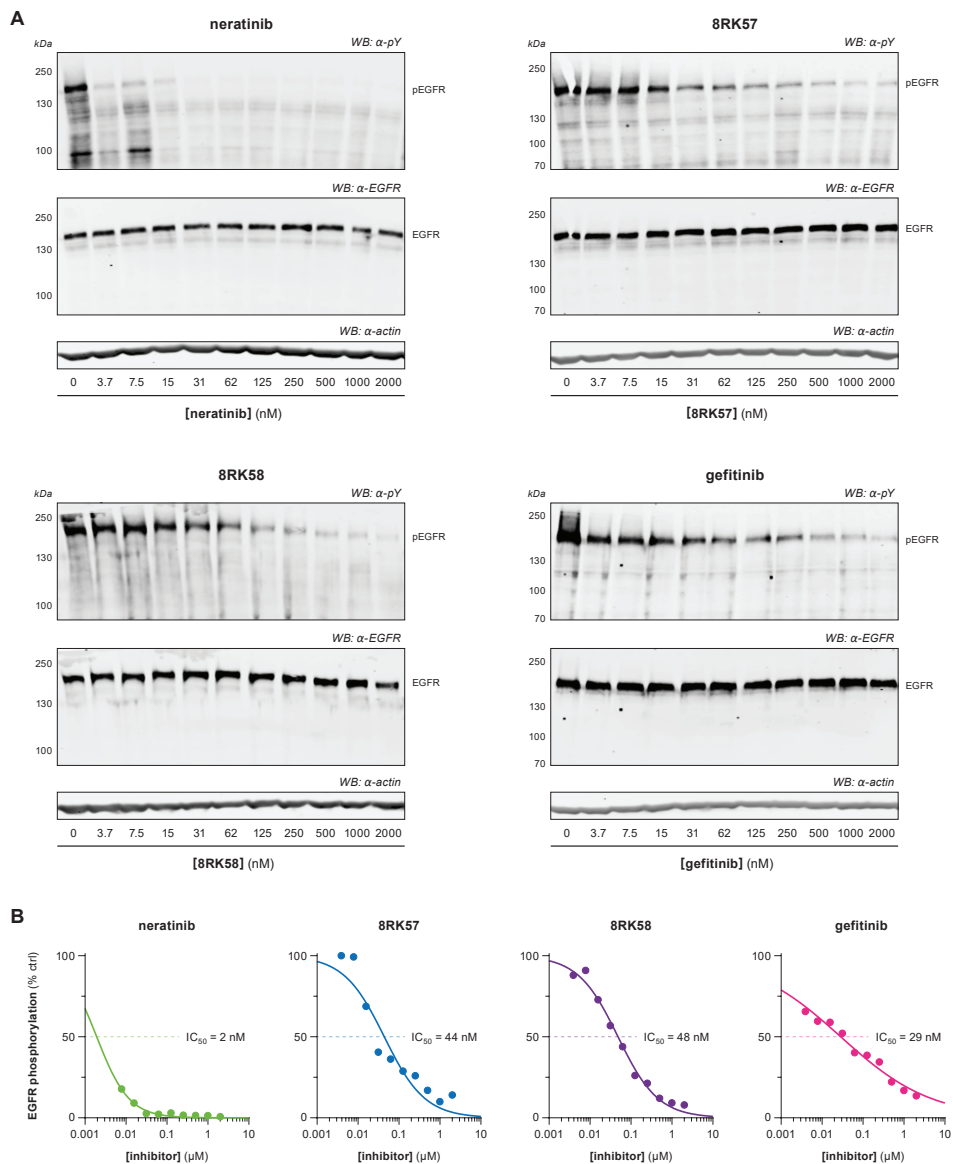 A
neratinib
kDa
WB: α-pY
250
pEGFR
130
100
WB: α-EGFR
250
EGFR
130
100
WB: α-actin
0 3.7 7.5 15 31 62 125 250 500 1000 2000
[neratinib] (nM)
8RK57
kDa
WB: α-pY
250
pEGFR
130
100
70
WB: α-EGFR
250
EGFR
130
100
70
WB: α-actin
0 3.7 7.5 15 31 62 125 250 500 1000 2000
[8RK57] (nM)
8RK58
kDa
WB: α-pY
250
pEGFR
130
100
WB: α-EGFR
250
EGFR
130
100
WB: α-actin
0 3.7 7.5 15 31 62 125 250 500 1000 2000
[8RK58] (nM)
gefitinib
kDa
WB: α-pY
250
pEGFR
130
100
70
WB: α-EGFR
250
EGFR
130
100
70
WB: α-actin
0 3.7 7.5 15 31 62 125 250 500 1000 2000
[gefitinib] (nM)
B
neratinib
EGFR phosphorylation (% ctrl)
100
50
0
IC50 = 2 nM
0.001 0.01 0.1 1 10
[inhibitor] (μM)
8RK57
100
50
0
IC50 = 44 nM
0.001 0.01 0.1 1 10
[inhibitor] (μM)
8RK58
100
50
0
IC50 = 48 nM
0.001 0.01 0.1 1 10
[inhibitor] (μM)
gefitinib
100
50
0
IC50 = 29 nM
0.001 0.01 0.1 1 10
[inhibitor] (μM)